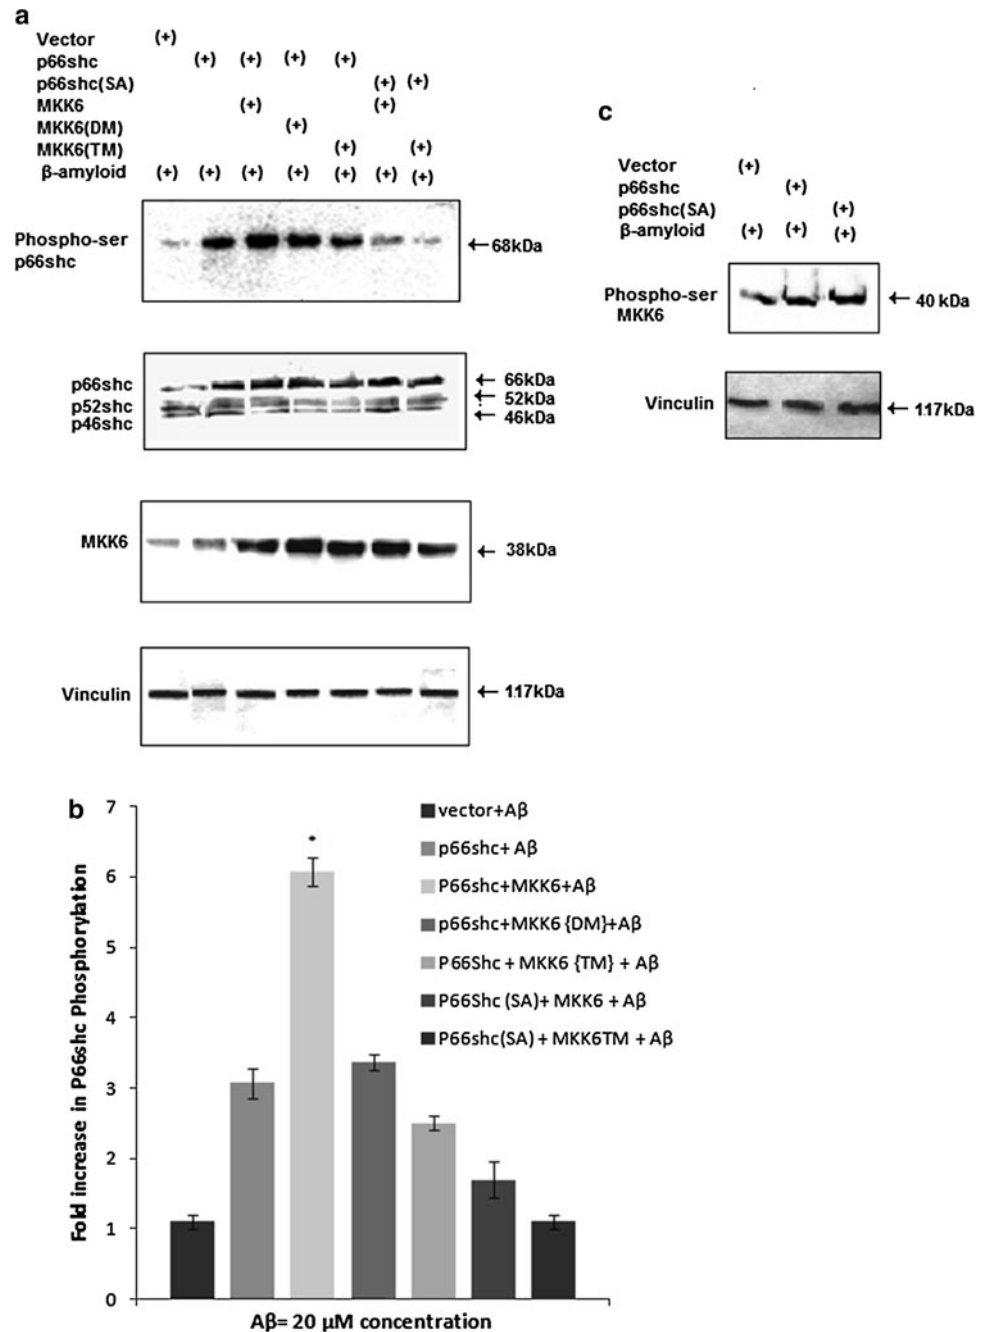 a
Vector (+)
p66shc (+) (+) (+) (+)
p66shc(SA) (+) (+)
MKK6 (+) (+)
MKK6(DM) (+)
MKK6(TM) (+) (+)
β-amyloid (+) (+) (+) (+) (+) (+) (+)
Phospho-ser
p66shc
←68kDa
p66shc ← 66kDa
p52shc ← 52kDa
p46shc ← 46kDa
MKK6 ← 38kDa
Vinculin ← 117kDa
c
Vector (+)
p66shc (+)
p66shc(SA) (+)
β-amyloid (+) (+) (+)
Phospho-ser
MKK6
← 40 kDa
Vinculin ← 117kDa
b
Fold increase in P66shc Phosphorylation
7
6
5
4
3
2
1
0
*
vector+Aβ
p66shc+ Aβ
P66shc+MKK6+Aβ
p66shc+MKK6 {DM}+Aβ
P66Shc + MKK6 {TM} + Aβ
P66Shc (SA)+ MKK6 + Aβ
P66shc(SA) + MKK6TM + Aβ
Aβ= 20 µM concentration